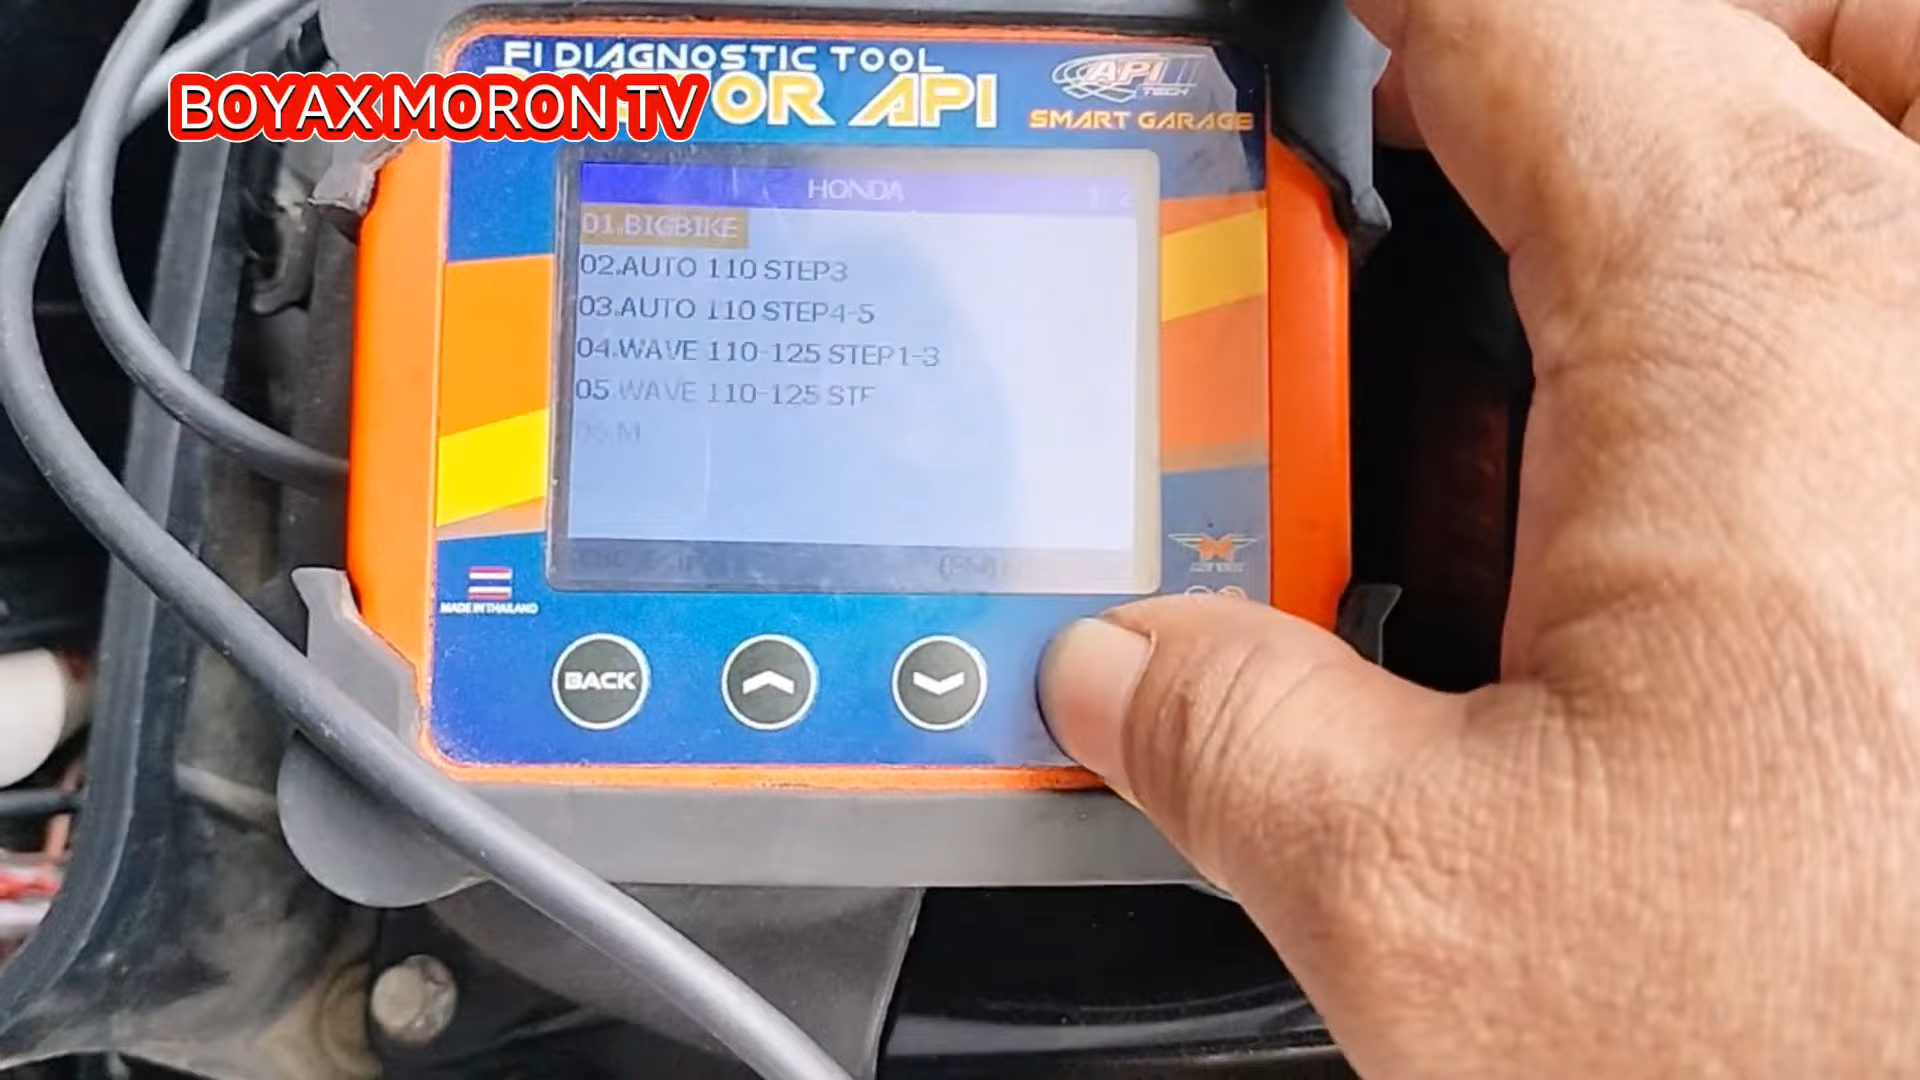 FI DIAGNOSTIC TOOL
BOYAX MORON TV
OR API
API
TECH
SMART GARAGE
HONDA
01.BIGBIKE
02.AUTO 110 STEP3
03.AUTO 110 STEP4-5
04.WAVE 110-125 STEP1-3
05.WAVE 110-125 STE
06.M
MADE IN THAILAND
BACK